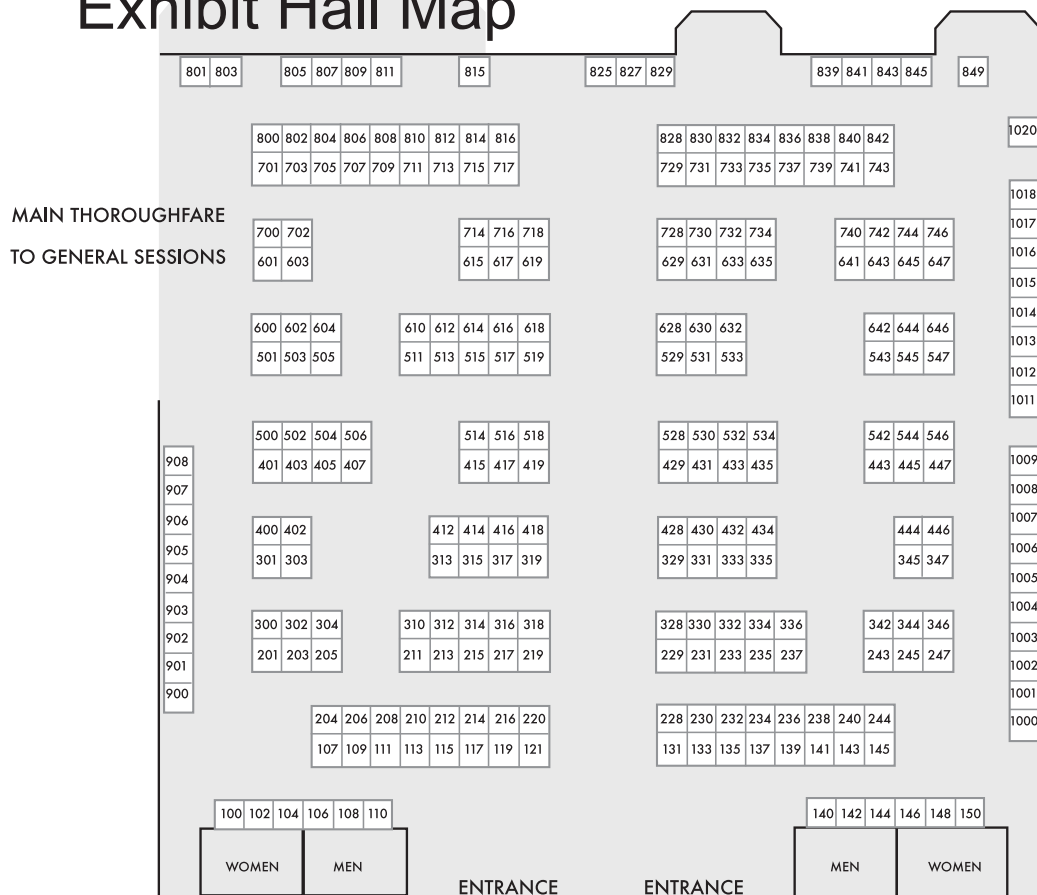 Exhibit Hall Map
801 803 805 807 809 811 815 825 827 829 839 841 843 845 849
1020
800 802 804 806 808 810 812 814 816 828 830 832 834 836 838 840 842
701 703 705 707 709 711 713 715 717 729 731 733 735 737 739 741 743
1018
MAIN THOROUGHFARE
1017
700 702 714 716 718 728 730 732 734 740 742 744 746
TO GENERAL SESSIONS
1016
601 603 615 617 619 629 631 633 635 641 643 645 647
1015
1014
600 602 604 610 612 614 616 618 628 630 632 642 644 646
1013
501 503 505 511 513 515 517 519 529 531 533 543 545 547
1012
1011
500 502 504 506 514 516 518 528 530 532 534 542 544 546
908 1009
401 403 405 407 415 417 419 429 431 433 435 443 445 447
907 1008
906 1007
400 402 412 414 416 418 428 430 432 434 444 446
905 1006
301 303 313 315 317 319 329 331 333 335 345 347
904 1005
903 1004
300 302 304 310 312 314 316 318 328 330 332 334 336 342 344 346
902 1003
201 203 205 211 213 215 217 219 229 231 233 235 237 243 245 247
901 1002
900 1001
204 206 208 210 212 214 216 220 228 230 232 234 236 238 240 244
1000
107 109 111 113 115 117 119 121 131 133 135 137 139 141 143 145
100 102 104 106 108 110 140 142 144 146 148 150
WOMEN MEN MEN WOMEN
ENTRANCE ENTRANCE